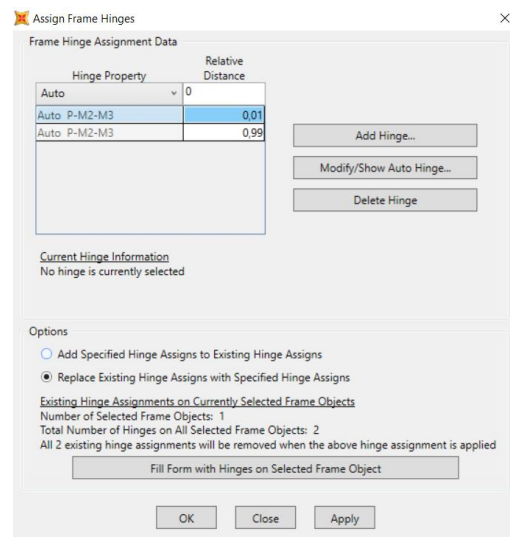 Assign Frame Hinges
Frame Hinge Assignment Data
Hinge Property
Relative
Distance
Auto 0
Auto P-M2-M3 0,01
Auto P-M2-M3 0,99
Add Hinge...
Modify/Show Auto Hinge...
Delete Hinge
Current Hinge Information
No hinge is currently selected
Options
Add Specified Hinge Assigns to Existing Hinge Assigns
Replace Existing Hinge Assigns with Specified Hinge Assigns
Existing Hinge Assignments on Currently Selected Frame Objects
Number of Selected Frame Objects: 1
Total Number of Hinges on All Selected Frame Objects: 2
All 2 existing hinge assignments will be removed when the above hinge assignment is applied
Fill Form with Hinges on Selected Frame Object
OK Close Apply